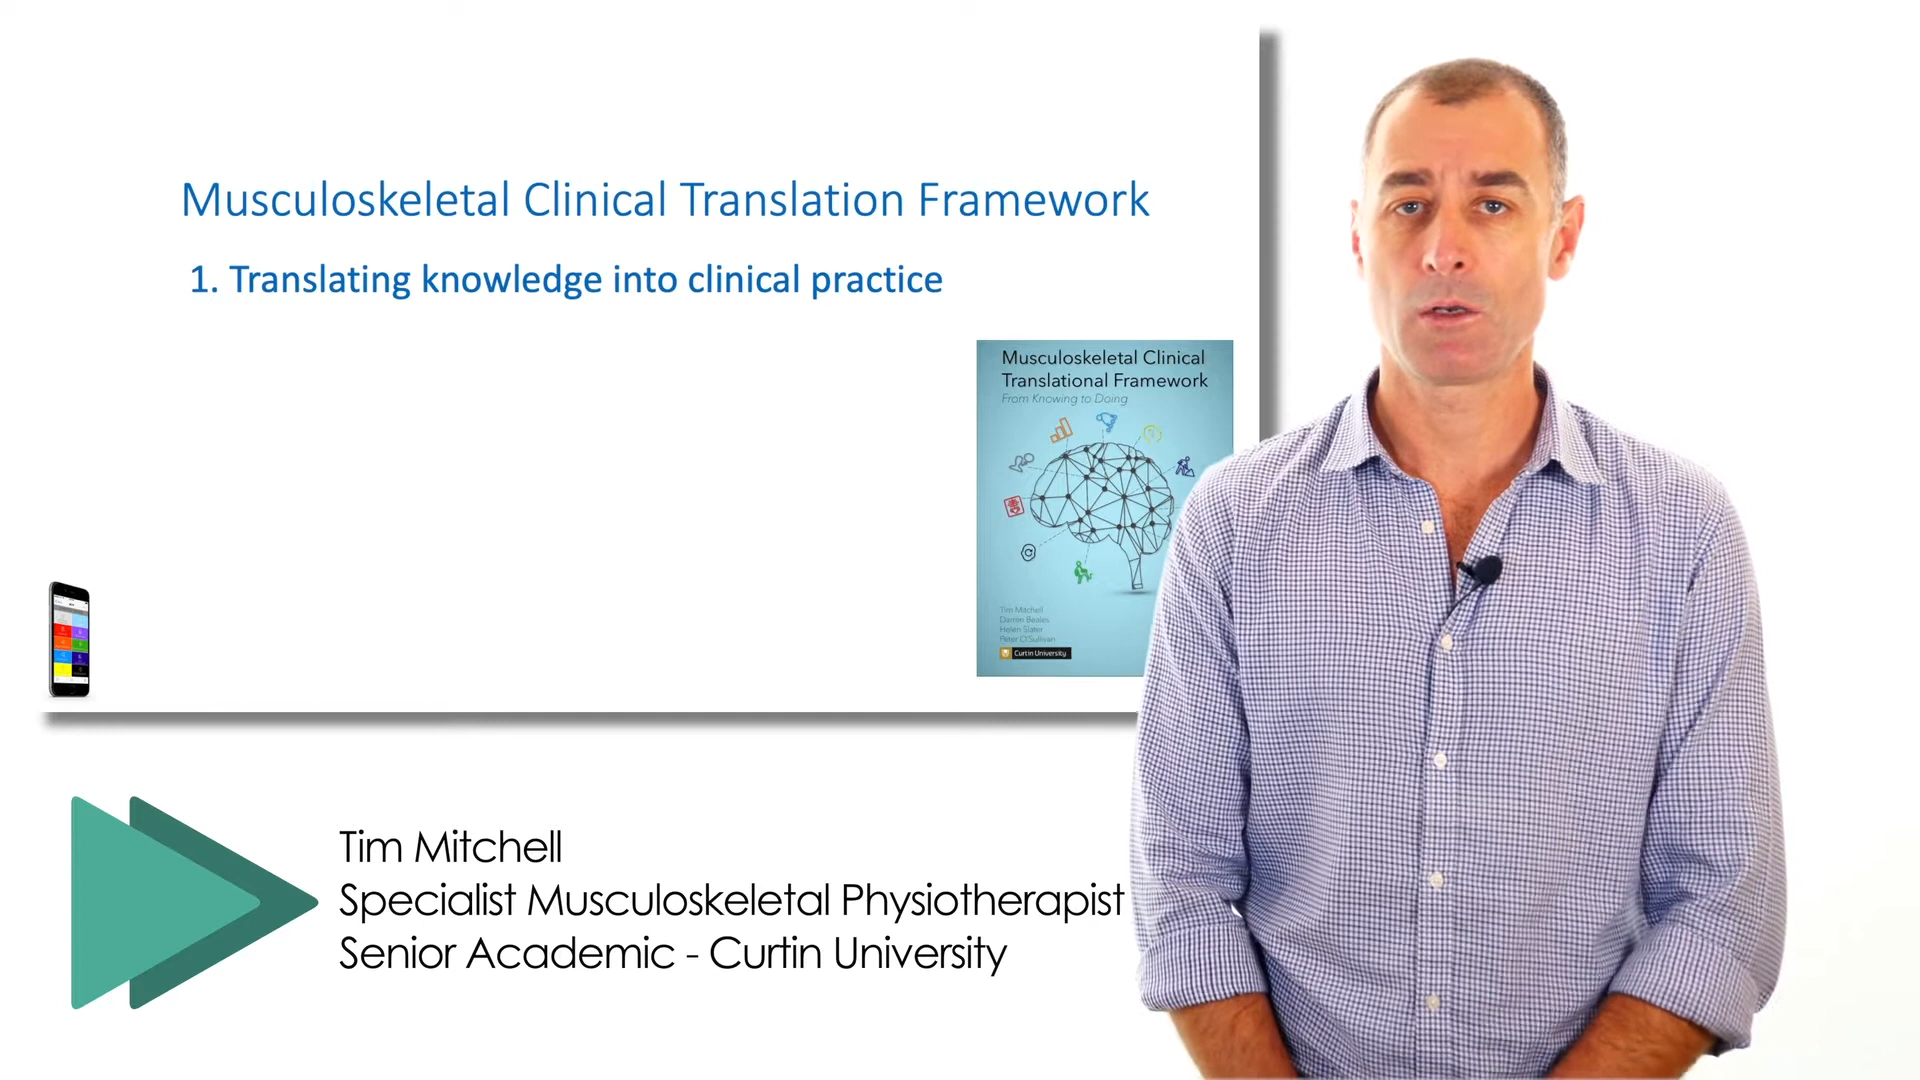 Musculoskeletal Clinical Translation Framework
1. Translating knowledge into clinical practice
Musculoskeletal Clinical
Translational Framework
From Knowing to Doing
Tim Mitchell
Darren Beales
Helen Slater
Peter O'Sullivan
Curtin University
Tim Mitchell
Specialist Musculoskeletal Physiotherapist
Senior Academic - Curtin University